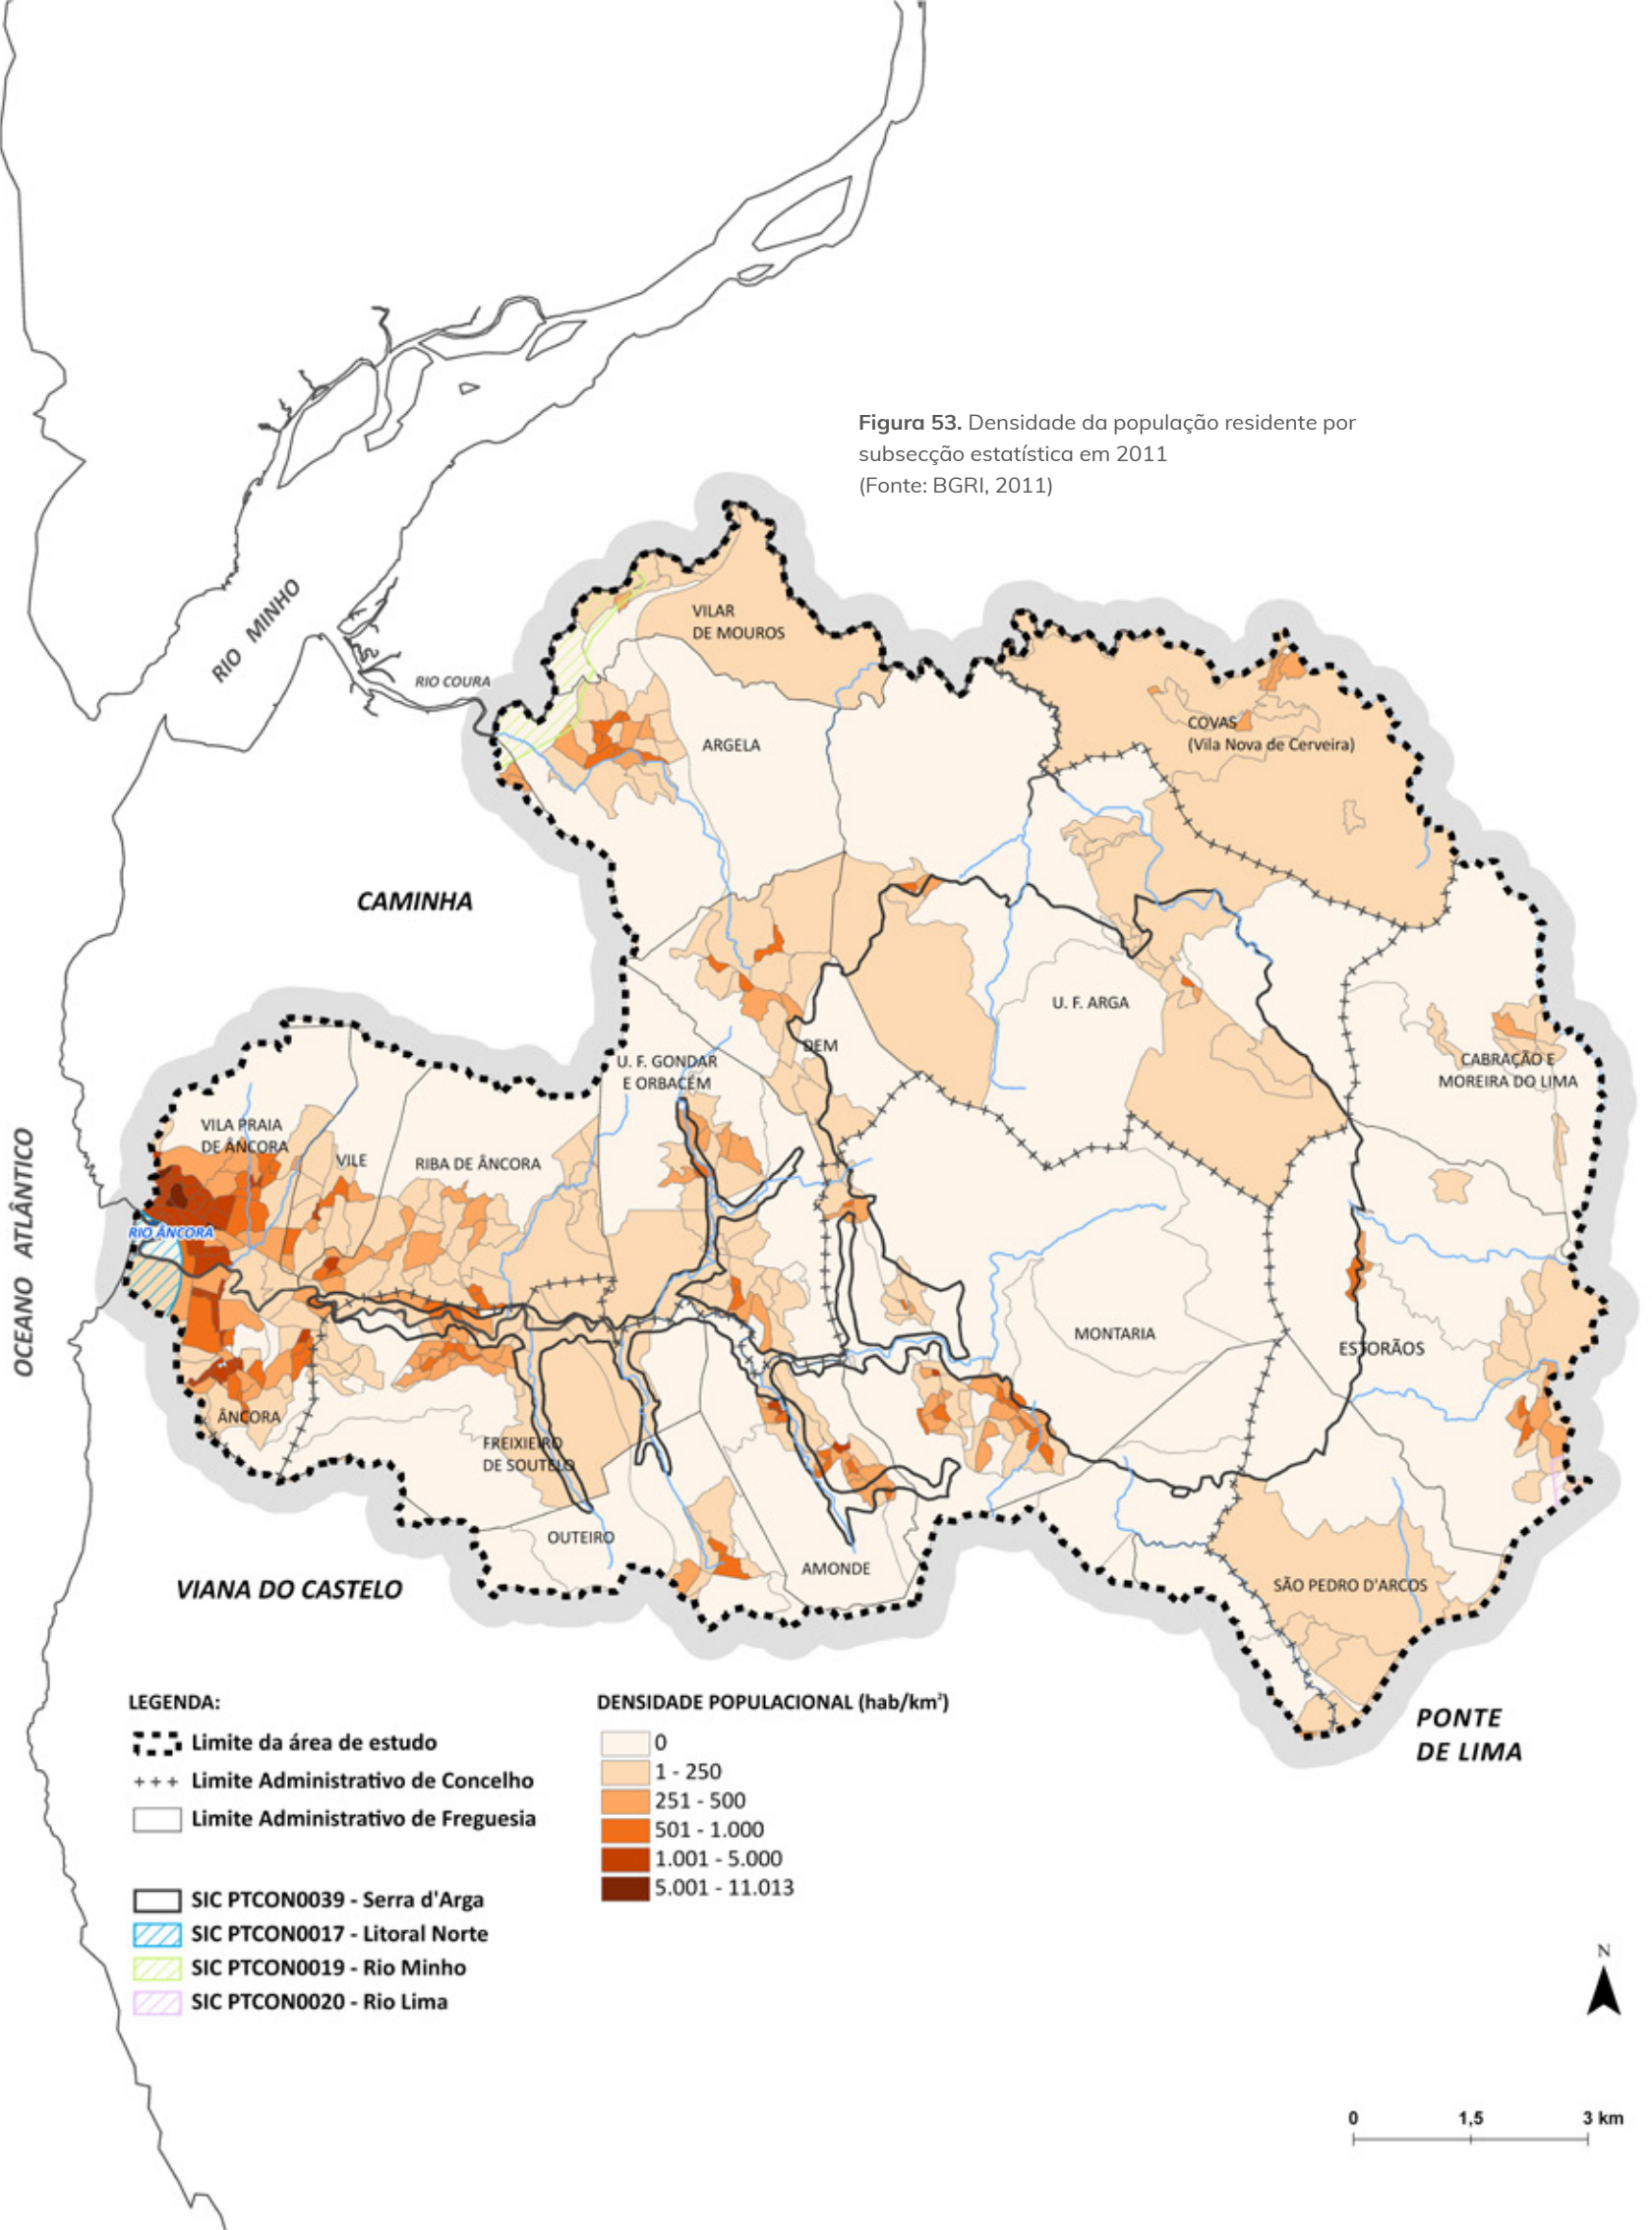 Figura 53. Densidade da população residente por
subsecção estatística em 2011
(Fonte: BGRI, 2011)
RIO MINHO
VILAR
DE MOUROS
RIO COURA
ARGELA
COVAS
(Vila Nova de Cerveira)
CAMINHA
U. F. ARGA
DEM
U. F. GONDAR
E ORBACÉM
CABRAÇÃO E
MOREIRA DO LIMA
VILA PRAIA
DE ÂNCORA
VILE
RIBA DE ÂNCORA
OCEANO ATLÂNTICO
RIO ÂNCORA
MONTARIA
ESTORÃOS
ÂNCORA
FREIXIEIRO
DE SOUTELO
OUTEIRO
AMONDE
SÃO PEDRO D'ARCOS
VIANA DO CASTELO
PONTE
DE LIMA
LEGENDA:
Limite da área de estudo
Limite Administrativo de Concelho
Limite Administrativo de Freguesia
SIC PTCON0039 - Serra d'Arga
SIC PTCON0017 - Litoral Norte
SIC PTCON0019 - Rio Minho
SIC PTCON0020 - Rio Lima
DENSIDADE POPULACIONAL (hab/km²)
0
1 - 250
251 - 500
501 - 1.000
1.001 - 5.000
5.001 - 11.013
N
0 1,5 3 km